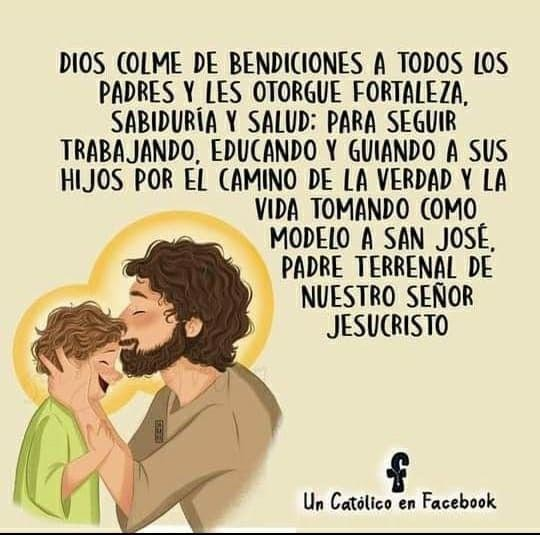 DIOS COLME DE BENDICIONES A TODOS LOS
PADRES Y LES OTORGUE FORTALEZA,
SABIDURÍA Y SALUD: PARA SEGUIR
TRABAJANDO, EDUCANDO Y GUIANDO A SUS
HIJOS POR EL CAMINO DE LA VERDAD Y LA
VIDA TOMANDO COMO
MODELO A SAN JOSÉ,
PADRE TERRENAL DE
NUESTRO SEÑOR
JESUCRISTO
Un Católico en Facebook